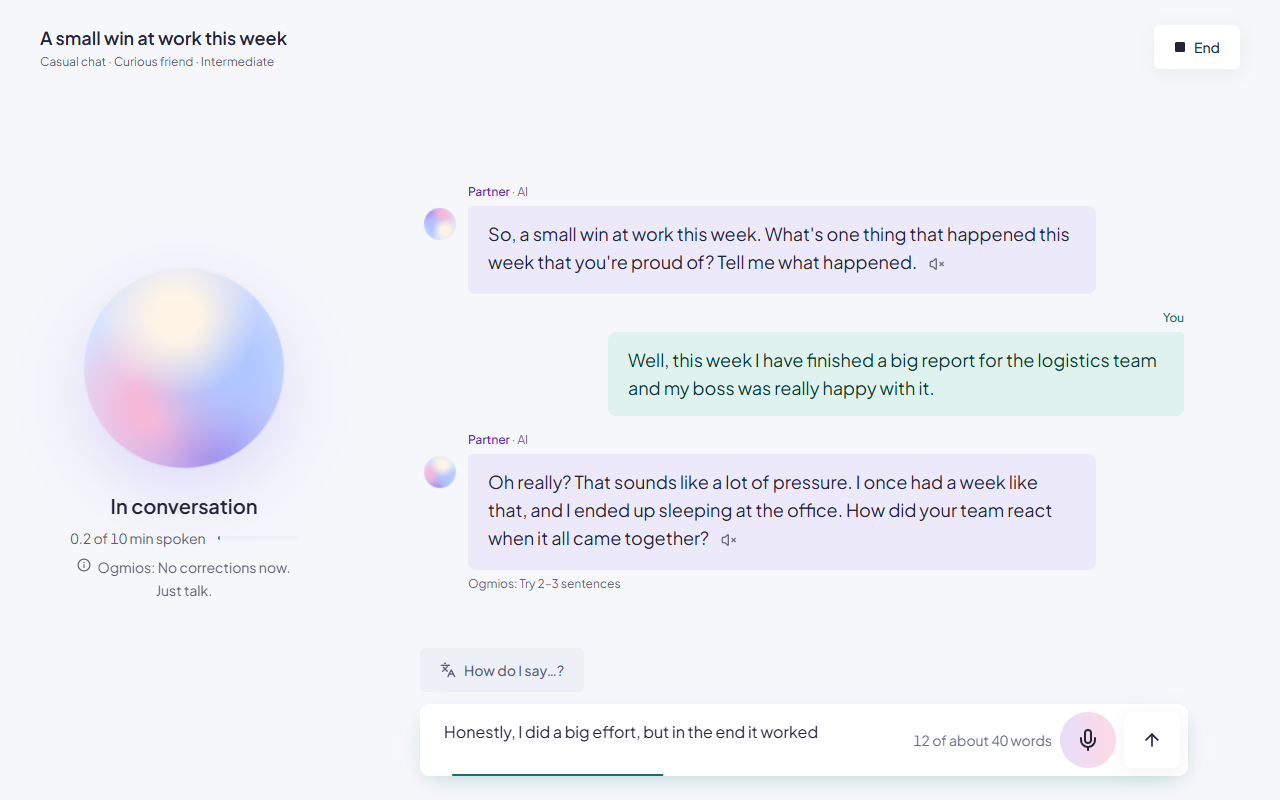 A small win at work this week
Casual chat · Curious friend · Intermediate
End
Partner · AI
So, a small win at work this week. What's one thing that happened this
week that you're proud of? Tell me what happened.
You
Well, this week I have finished a big report for the logistics team
and my boss was really happy with it.
Partner · AI
Oh really? That sounds like a lot of pressure. I once had a week like
that, and I ended up sleeping at the office. How did your team react
when it all came together?
Ogmios: Try 2–3 sentences
In conversation
0.2 of 10 min spoken
Ogmios: No corrections now.
Just talk.
How do I say…?
Honestly, I did a big effort, but in the end it worked
12 of about 40 words